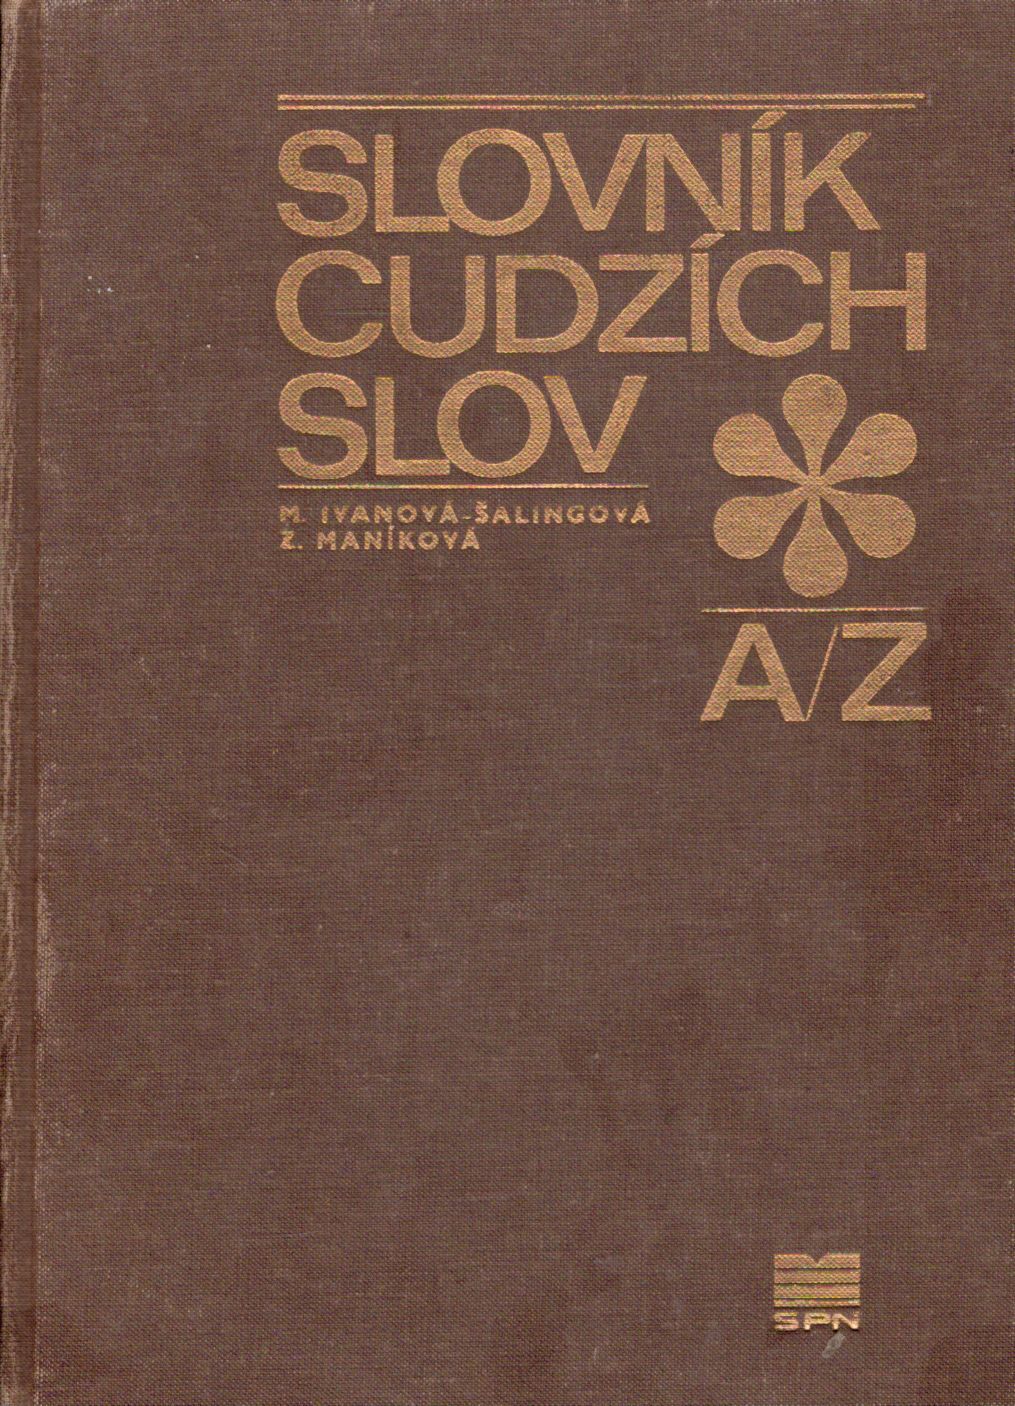 SLOVNÍK
CUDZÍCH
SLOV
M. IVANOVÁ-ŠALINGOVÁ
Z. MANÍKOVÁ
A/Z
SPN